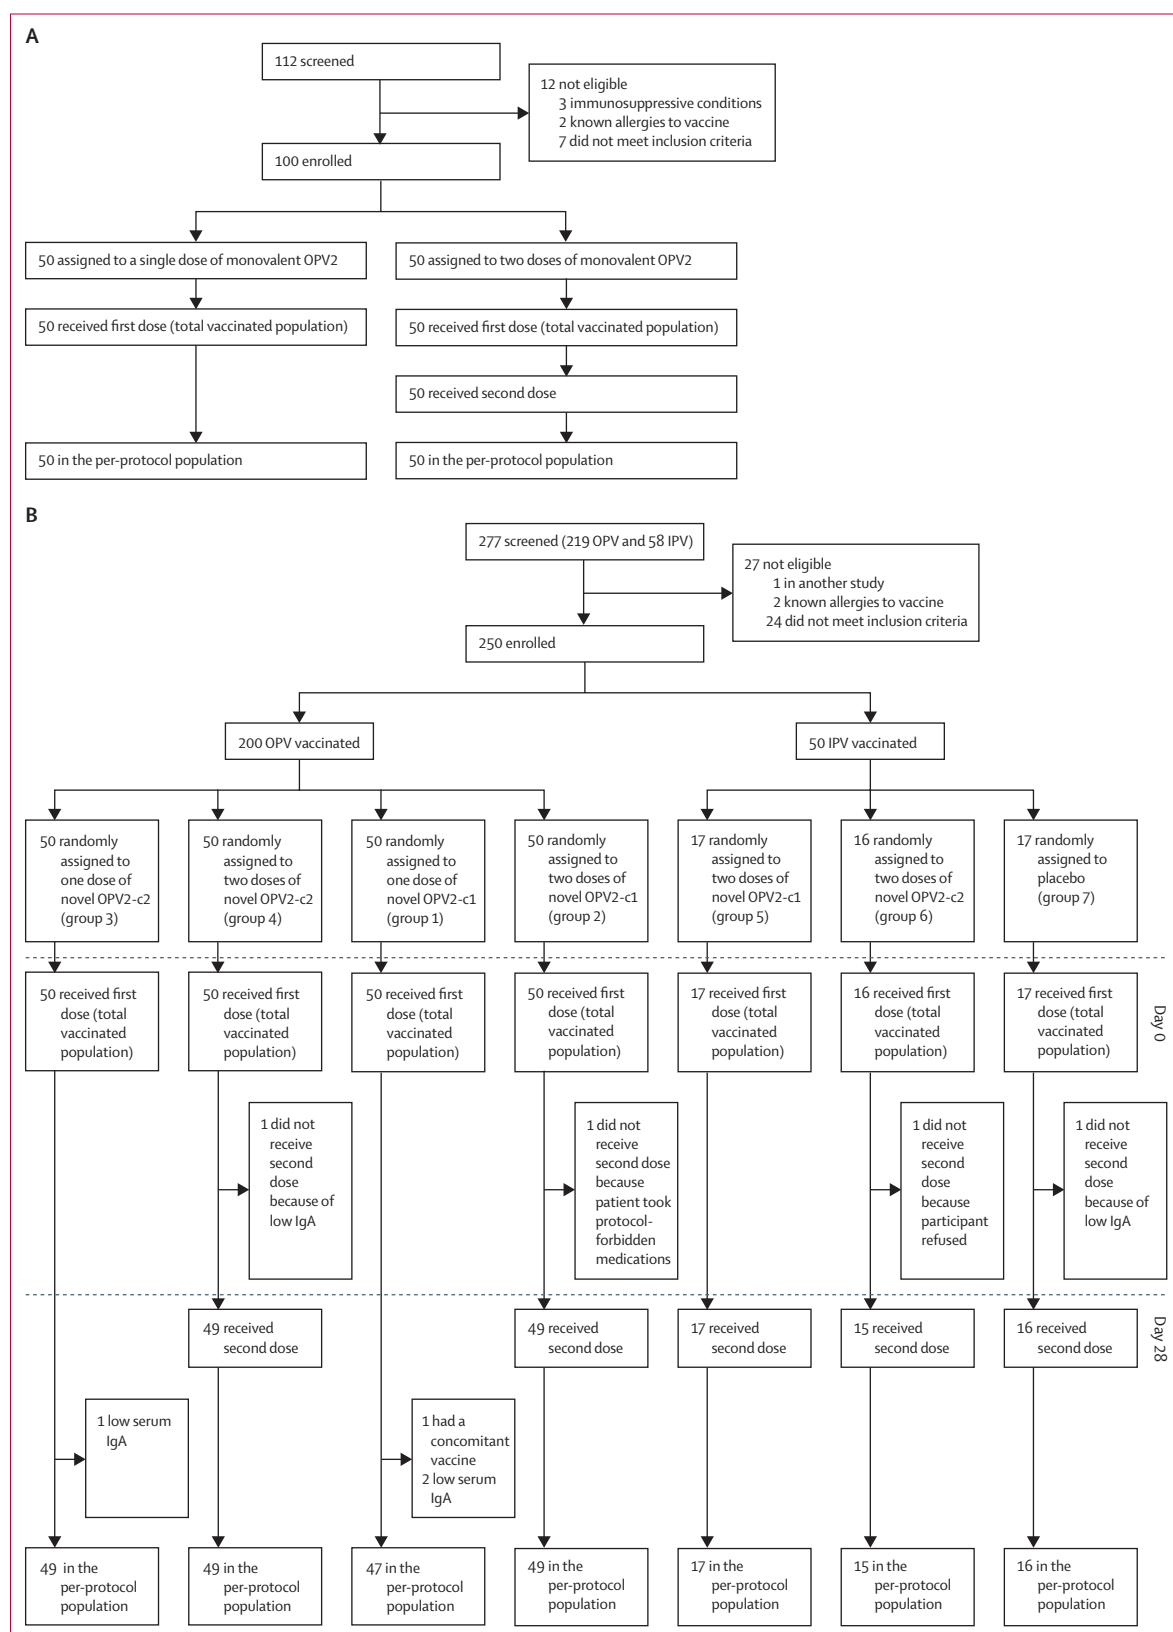 A
112 screened
12 not eligible
3 immunosuppressive conditions
2 known allergies to vaccine
7 did not meet inclusion criteria
100 enrolled
50 assigned to a single dose of monovalent OPV2
50 assigned to two doses of monovalent OPV2
50 received first dose (total vaccinated population)
50 received first dose (total vaccinated population)
50 received second dose
50 in the per-protocol population
50 in the per-protocol population
B
277 screened (219 OPV and 58 IPV)
27 not eligible
1 in another study
2 known allergies to vaccine
24 did not meet inclusion criteria
250 enrolled
200 OPV vaccinated
50 IPV vaccinated
50 randomly
assigned to
one dose of
novel OPV2-c2
(group 3)
50 randomly
assigned to
two doses of
novel OPV2-c2
(group 4)
50 randomly
assigned to
one dose of
novel OPV2-c1
(group 1)
50 randomly
assigned to
two doses of
novel OPV2-c1
(group 2)
17 randomly
assigned to
two doses of
novel OPV2-c1
(group 5)
16 randomly
assigned to
two doses of
novel OPV2-c2
(group 6)
17 randomly
assigned to
placebo
(group 7)
50 received first
dose (total
vaccinated
population)
50 received first
dose (total
vaccinated
population)
50 received first
dose (total
vaccinated
population)
50 received first
dose (total
vaccinated
population)
17 received first
dose (total
vaccinated
population)
16 received first
dose (total
vaccinated
population)
17 received first
dose (total
vaccinated
population)
Day 0
1 did not
receive
second
dose
because of
low IgA
1 did not
receive
second dose
because
patient took
protocol-
forbidden
medications
1 did not
receive
second
dose
because
participant
refused
1 did not
receive
second
dose
because of
low IgA
49 received
second dose
49 received
second dose
17 received
second dose
15 received
second dose
16 received
second dose
Day 28
1 low serum
IgA
1 had a
concomitant
vaccine
2 low serum
IgA
49 in the
per-protocol
population
49 in the
per-protocol
population
47 in the
per-protocol
population
49 in the
per-protocol
population
17 in the
per-protocol
population
15 in the
per-protocol
population
16 in the
per-protocol
population